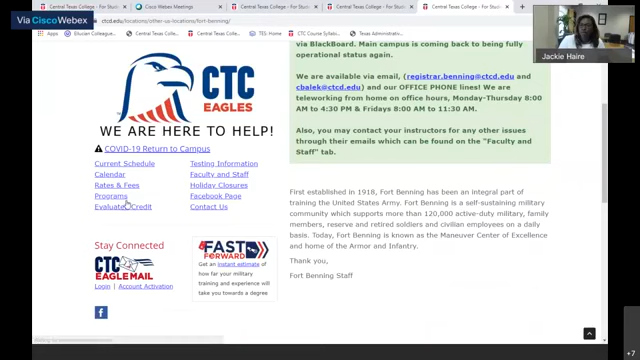 Via Cisco Webex
Central Texas College - For Stude
Cisco Webex Meetings
Central Texas College - For Stud
Central Texas College - For Stud
Central Texas College - For Stude
ctcd.edu/locations/other-us-locations/fort-benning/
Central Texas Colle
Sinclair
TES: Home
CTC Course Syllab
Texas Administrati
Jackie Haire
via BlackBoard. Main campus is coming back to being fully
operational status again.
We are available via email, (registrar.benning@ctcd.edu and
cbalek@ctcd.edu) and our OFFICE PHONE lines! We are
teleworking from home on office hours, Monday-Thursday 8:00
AM to 4:30 PM & Fridays 8:00 AM to 11:30 AM.
Also, you may contact your instructors for any other issues
through their emails which can be found on the "Faculty and
Staff" tab.
CTC
EAGLES
WE ARE HERE TO HELP!
COVID-19 Return to Campus
Current Schedule
Testing Information
Calendar
Faculty and Staff
Rates & Fees
Holiday Closures
Programs
Facebook Page
Evaluate Credit
Contact Us
First established in 1918, Fort Benning has been an integral part of
training the United States Army. Fort Benning is a self-sustaining military
community which supports more than 120,000 active-duty military, family
members, reserve and retired soldiers and civilian employees on a daily
basis. Today, Fort Benning is known as the Maneuver Center of Excellence
and home of the Armor and Infantry.
Thank you,
Fort Benning Staff
Stay Connected
CTC
EAGLEMAIL
Login | Account Activation
FAST
FORWARD
Get an instant estimate of
how far your military
training and experience will
take you towards a degree
f
+7